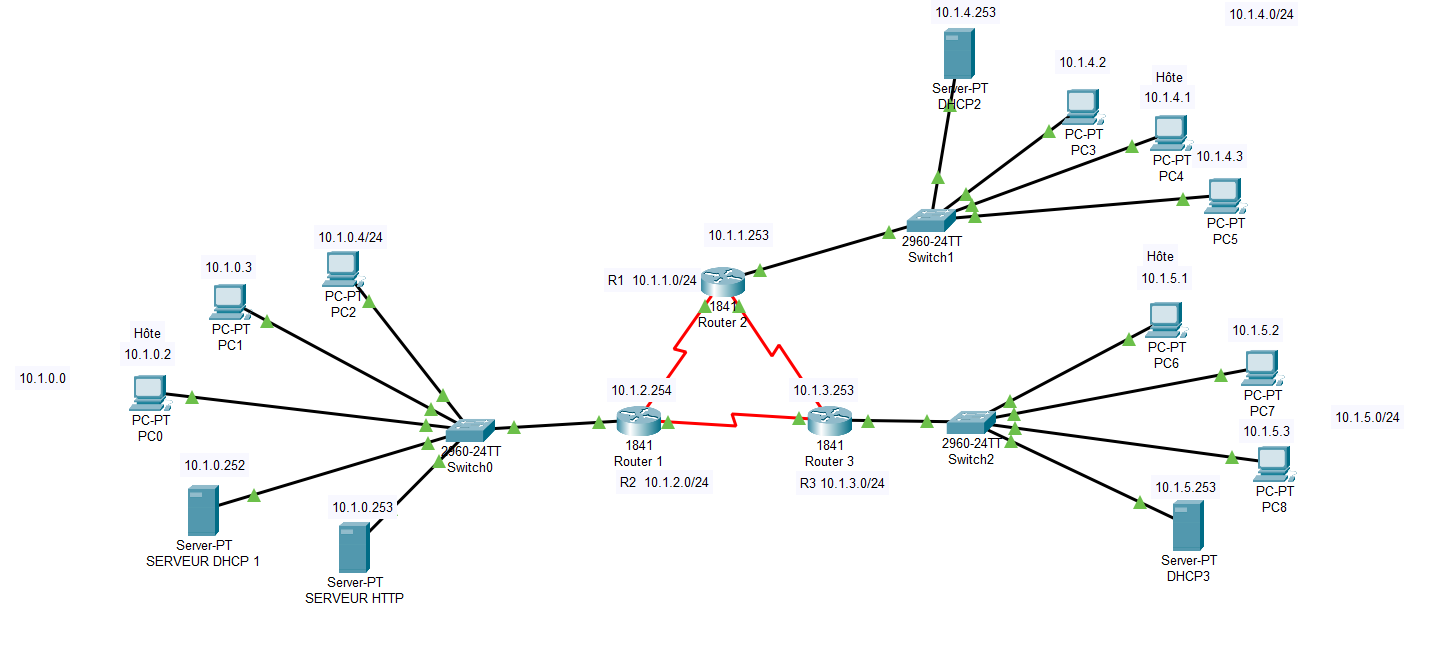 10.1.4.253
10.1.4.0/24
Server-PT
DHCP2
10.1.4.2
PC-PT
PC3
Hôte
10.1.4.1
PC-PT
PC4
10.1.4.3
PC-PT
PC5
2960-24TT
Switch1
10.1.1.253
R1 10.1.1.0/24
1841
Router 2
10.1.0.4/24
PC-PT
PC2
10.1.0.3
PC-PT
PC1
Hôte
10.1.0.2
PC-PT
PC0
10.1.0.0
2960-24TT
Switch0
10.1.0.252
Server-PT
SERVEUR DHCP 1
10.1.0.253
Server-PT
SERVEUR HTTP
10.1.2.254
1841
Router 1
R2 10.1.2.0/24
10.1.3.253
1841
Router 3
R3 10.1.3.0/24
2960-24TT
Switch2
Hôte
10.1.5.1
PC-PT
PC6
10.1.5.2
PC-PT
PC7
10.1.5.0/24
10.1.5.3
PC-PT
PC8
10.1.5.253
Server-PT
DHCP3